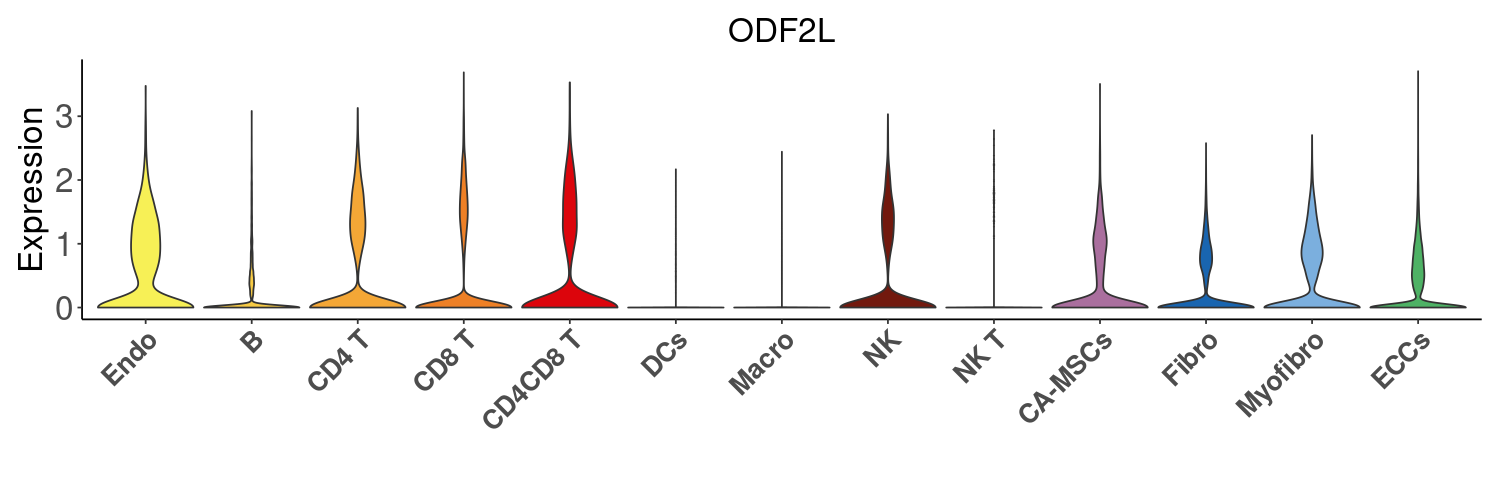 ODF2L
Expression
3
2
1
0
Endo
B
CD4 T
CD8 T
CD4CD8 T
DCs
Macro
NK
NK T
CA-MSCs
Fibro
Myofibro
ECCs